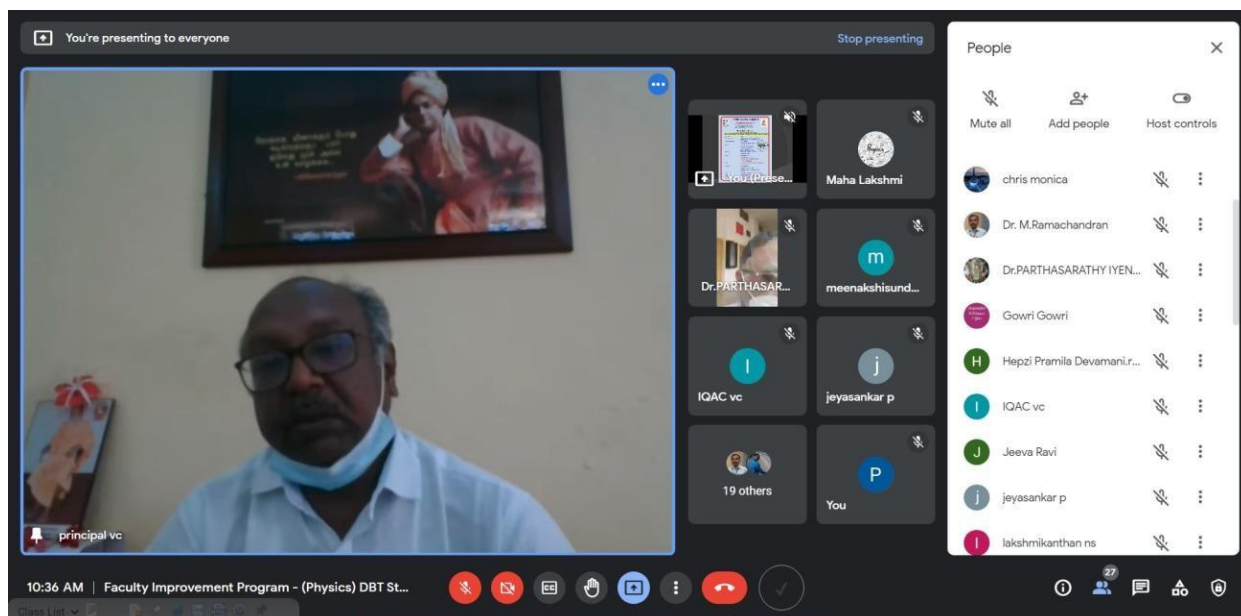 You're presenting to everyone
Stop presenting
principal vc
You (Prese...
Maha Lakshmi
Dr.PARTHASAR...
m
meenakshisund...
I
IQAC vc
j
jeyasankar p
19 others
P
You
People
Mute all
Add people
Host controls
chris monica
Dr. M.Ramachandran
Dr.PARTHASARATHY IYEN...
Gowri Gowri
H
Hepzi Pramila Devamani.r...
I
IQAC vc
J
Jeeva Ravi
j
jeyasankar p
l
lakshmikanthan ns
10:36 AM | Faculty Improvement Program - (Physics) DBT St...
CC
27
Class List